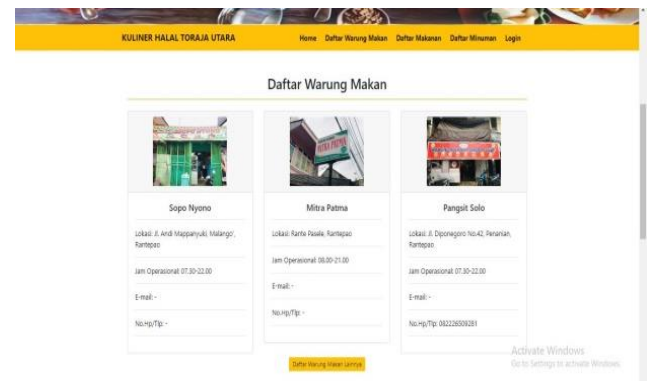 KULINER HALAL TORAJA UTARA
Home Daftar Warung Makan Daftar Makanan Daftar Minuman Login
Daftar Warung Makan
Sopo Nyono
Lokasi: Jl. Andi Mappanyuki, Malango',
Rantepao
Jam Operasional: 07.30-22.00
E-mail: -
No.Hp/Tlp: -
MITRA PATMA
Mitra Patma
Lokasi: Rante Pasele, Rantepao
Jam Operasional: 08.00-21.00
E-mail: -
No.Hp/Tlp: -
Pangsit Solo
Lokasi: Jl. Diponegoro No.42, Penanian,
Rantepao
Jam Operasional: 07.30-22.00
E-mail: -
No.Hp/Tlp: 082226509281
Daftar Warung Makan Lainnya
Activate Windows
Go to Settings to activate Windows.